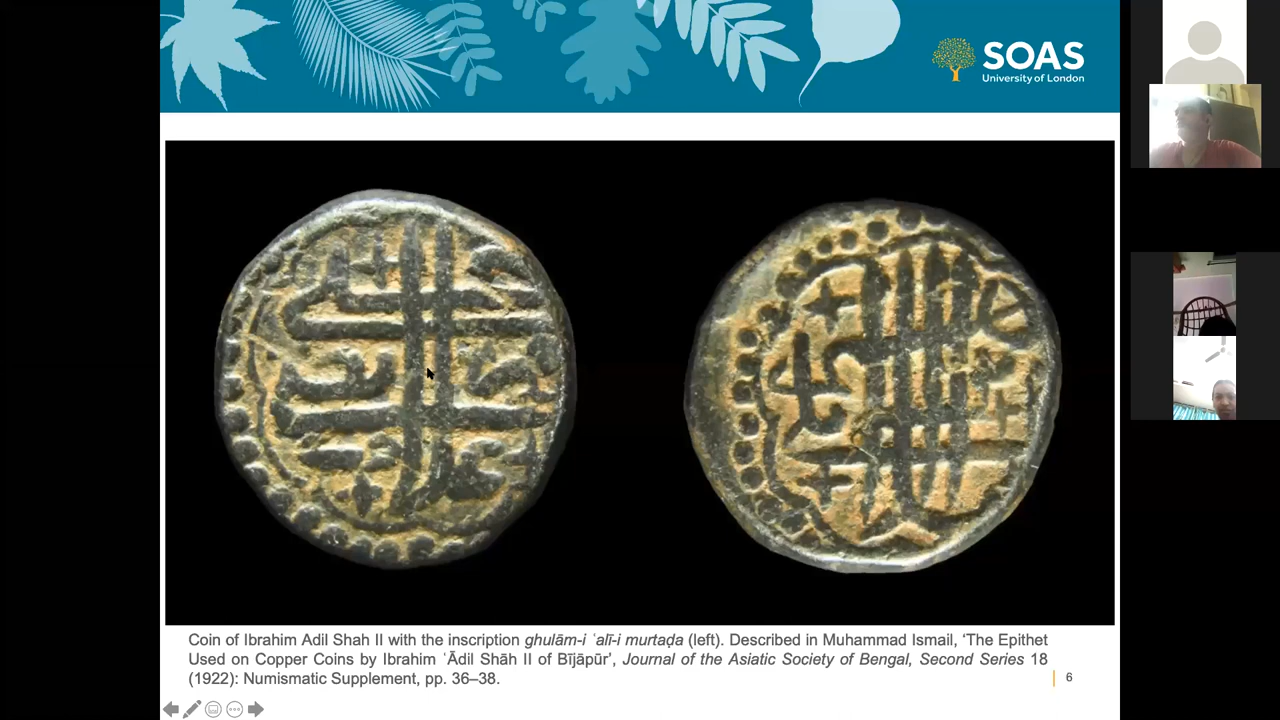 SOAS
University of London
Coin of Ibrahim Adil Shah II with the inscription ghulām-i ʿalī-i murtaḍa (left). Described in Muhammad Ismail, ‘The Epithet
Used on Copper Coins by Ibrahim ʿĀdil Shāh II of Bījāpūr’, Journal of the Asiatic Society of Bengal, Second Series 18
(1922): Numismatic Supplement, pp. 36–38.
6